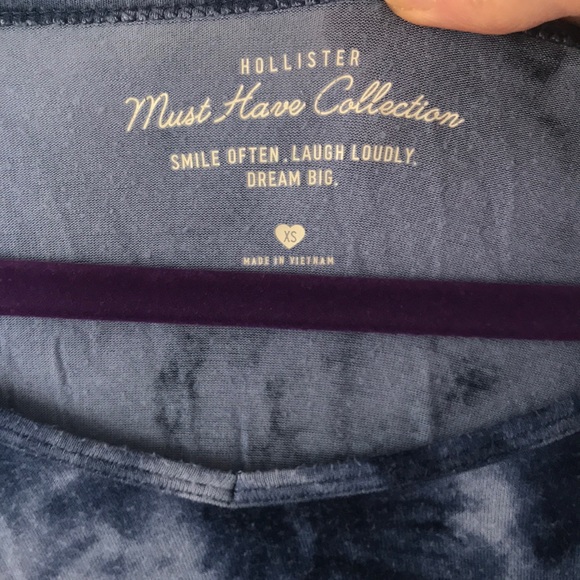 HOLLISTER
Must Have Collection
SMILE OFTEN. LAUGH LOUDLY.
DREAM BIG.
XS
MADE IN VIETNAM